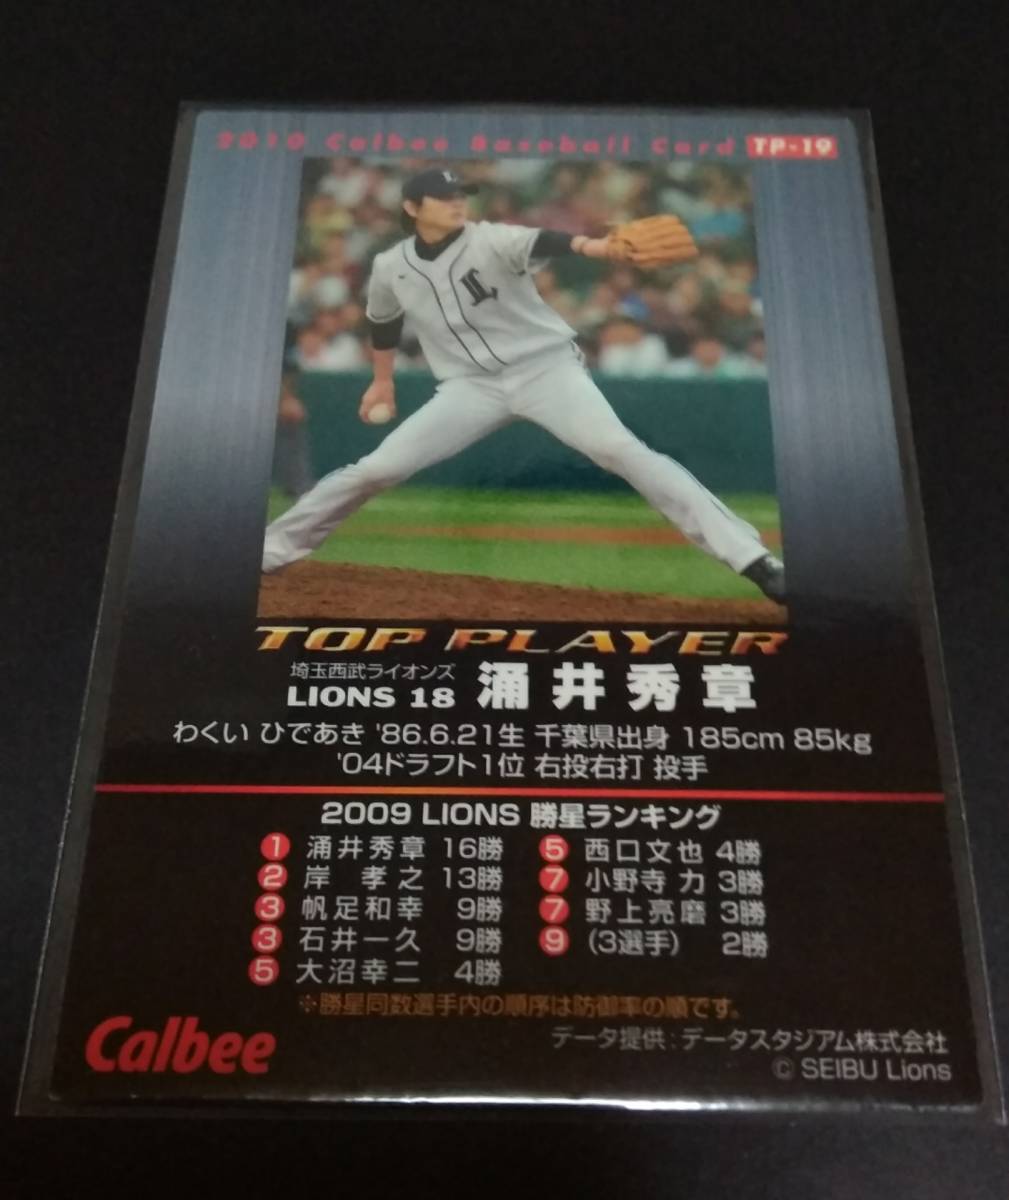 2010 Calbee Baseball Card TP-19
L
TOP PLAYER
埼玉西武ライオンズ
LIONS 18 涌井秀章
わくい ひであき '86.6.21生 千葉県出身 185cm 85kg
'04ドラフト1位 右投右打 投手
2009 LIONS 勝星ランキング
1 涌井秀章 16勝
2 岸 孝之 13勝
3 帆足和幸 9勝
3 石井一久 9勝
5 大沼幸二 4勝
5 西口文也 4勝
7 小野寺 力 3勝
7 野上亮磨 3勝
9 (3選手) 2勝
※勝星同数選手内の順序は防御率の順です。
Calbee
データ提供:データスタジアム株式会社
© SEIBU Lions